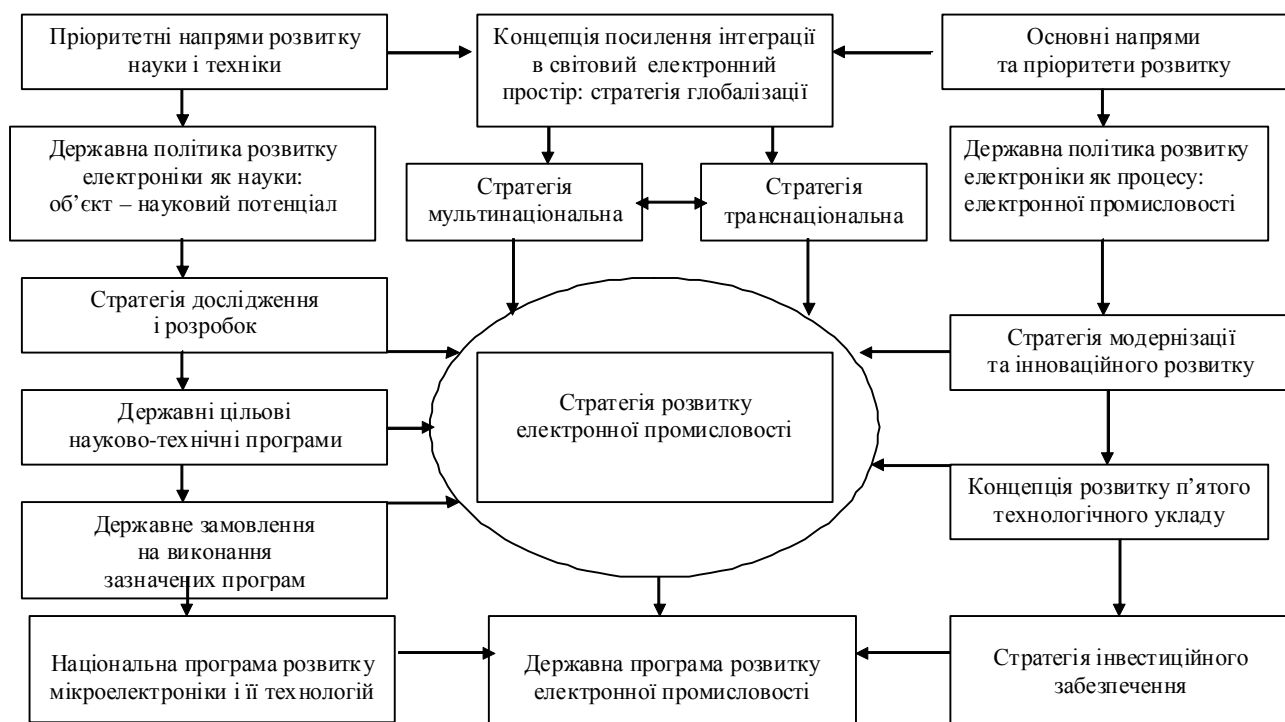 Пріоритетні напрями розвитку
науки і техніки
Концепція посилення інтеграції
в світовий електронний
простір: стратегія глобалізації
Основні напрями
та пріоритети розвитку
Державна політика розвитку
електроніки як науки:
об’єкт – науковий потенціал
Стратегія
мультинаціональна
Стратегія
транснаціональна
Державна політика розвитку
електроніки як процесу:
електронної промисловості
Стратегія дослідження
і розробок
Стратегія модернізації
та інноваційного розвитку
Державні цільові
науково-технічні програми
Стратегія розвитку
електронної промисловості
Концепція розвитку п’ятого
технологічного укладу
Державне замовлення
на виконання
зазначених програм
Національна програма розвитку
мікроелектроніки і її технологій
Державна програма розвитку
електронної промисловості
Стратегія інвестиційного
забезпечення